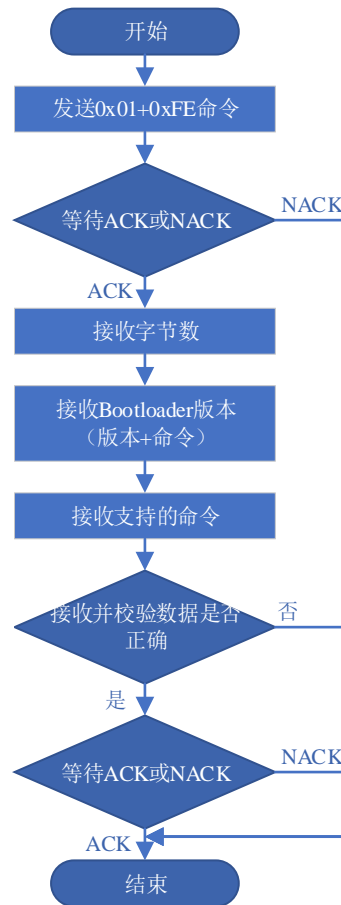 开始
发送0x01+0xFE命令
等待ACK或NACK
NACK
ACK
接收字节数
接收Bootloader版本
（版本+命令）
接收支持的命令
接收并校验数据是否
正确
否
是
等待ACK或NACK
NACK
ACK
结束